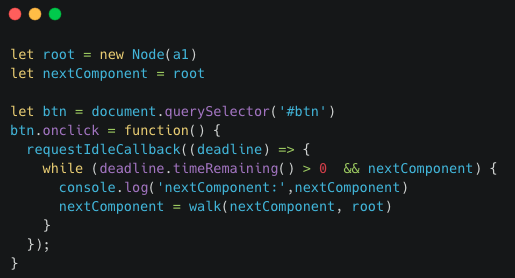 let root = new Node(a1)
let nextComponent = root

let btn = document.querySelector('#btn')
btn.onclick = function() {
  requestIdleCallback((deadline) => {
    while (deadline.timeRemaining() > 0  && nextComponent) {
      console.log('nextComponent:',nextComponent)
      nextComponent = walk(nextComponent, root)
    }
  });
}